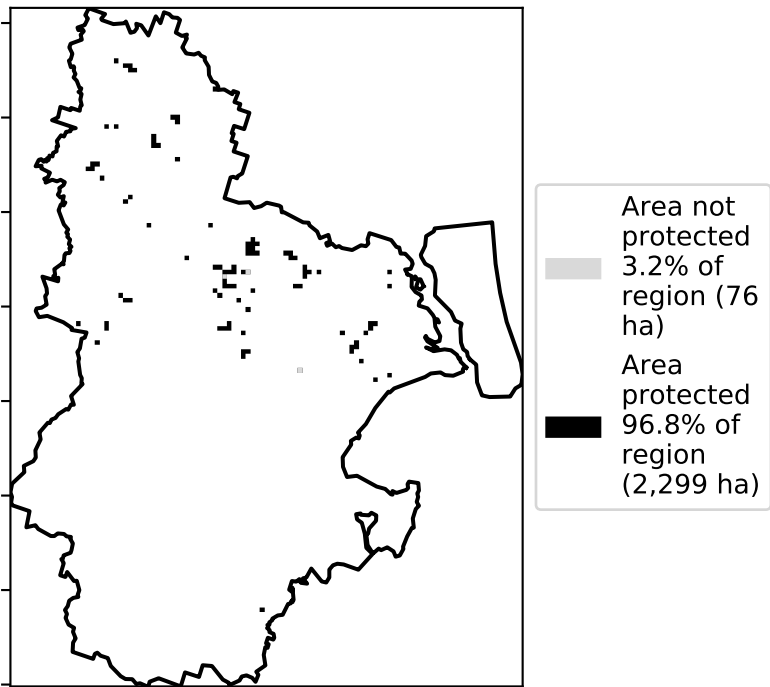 Area not
protected
3.2% of
region (76
ha)
Area
protected
96.8% of
region
(2,299 ha)